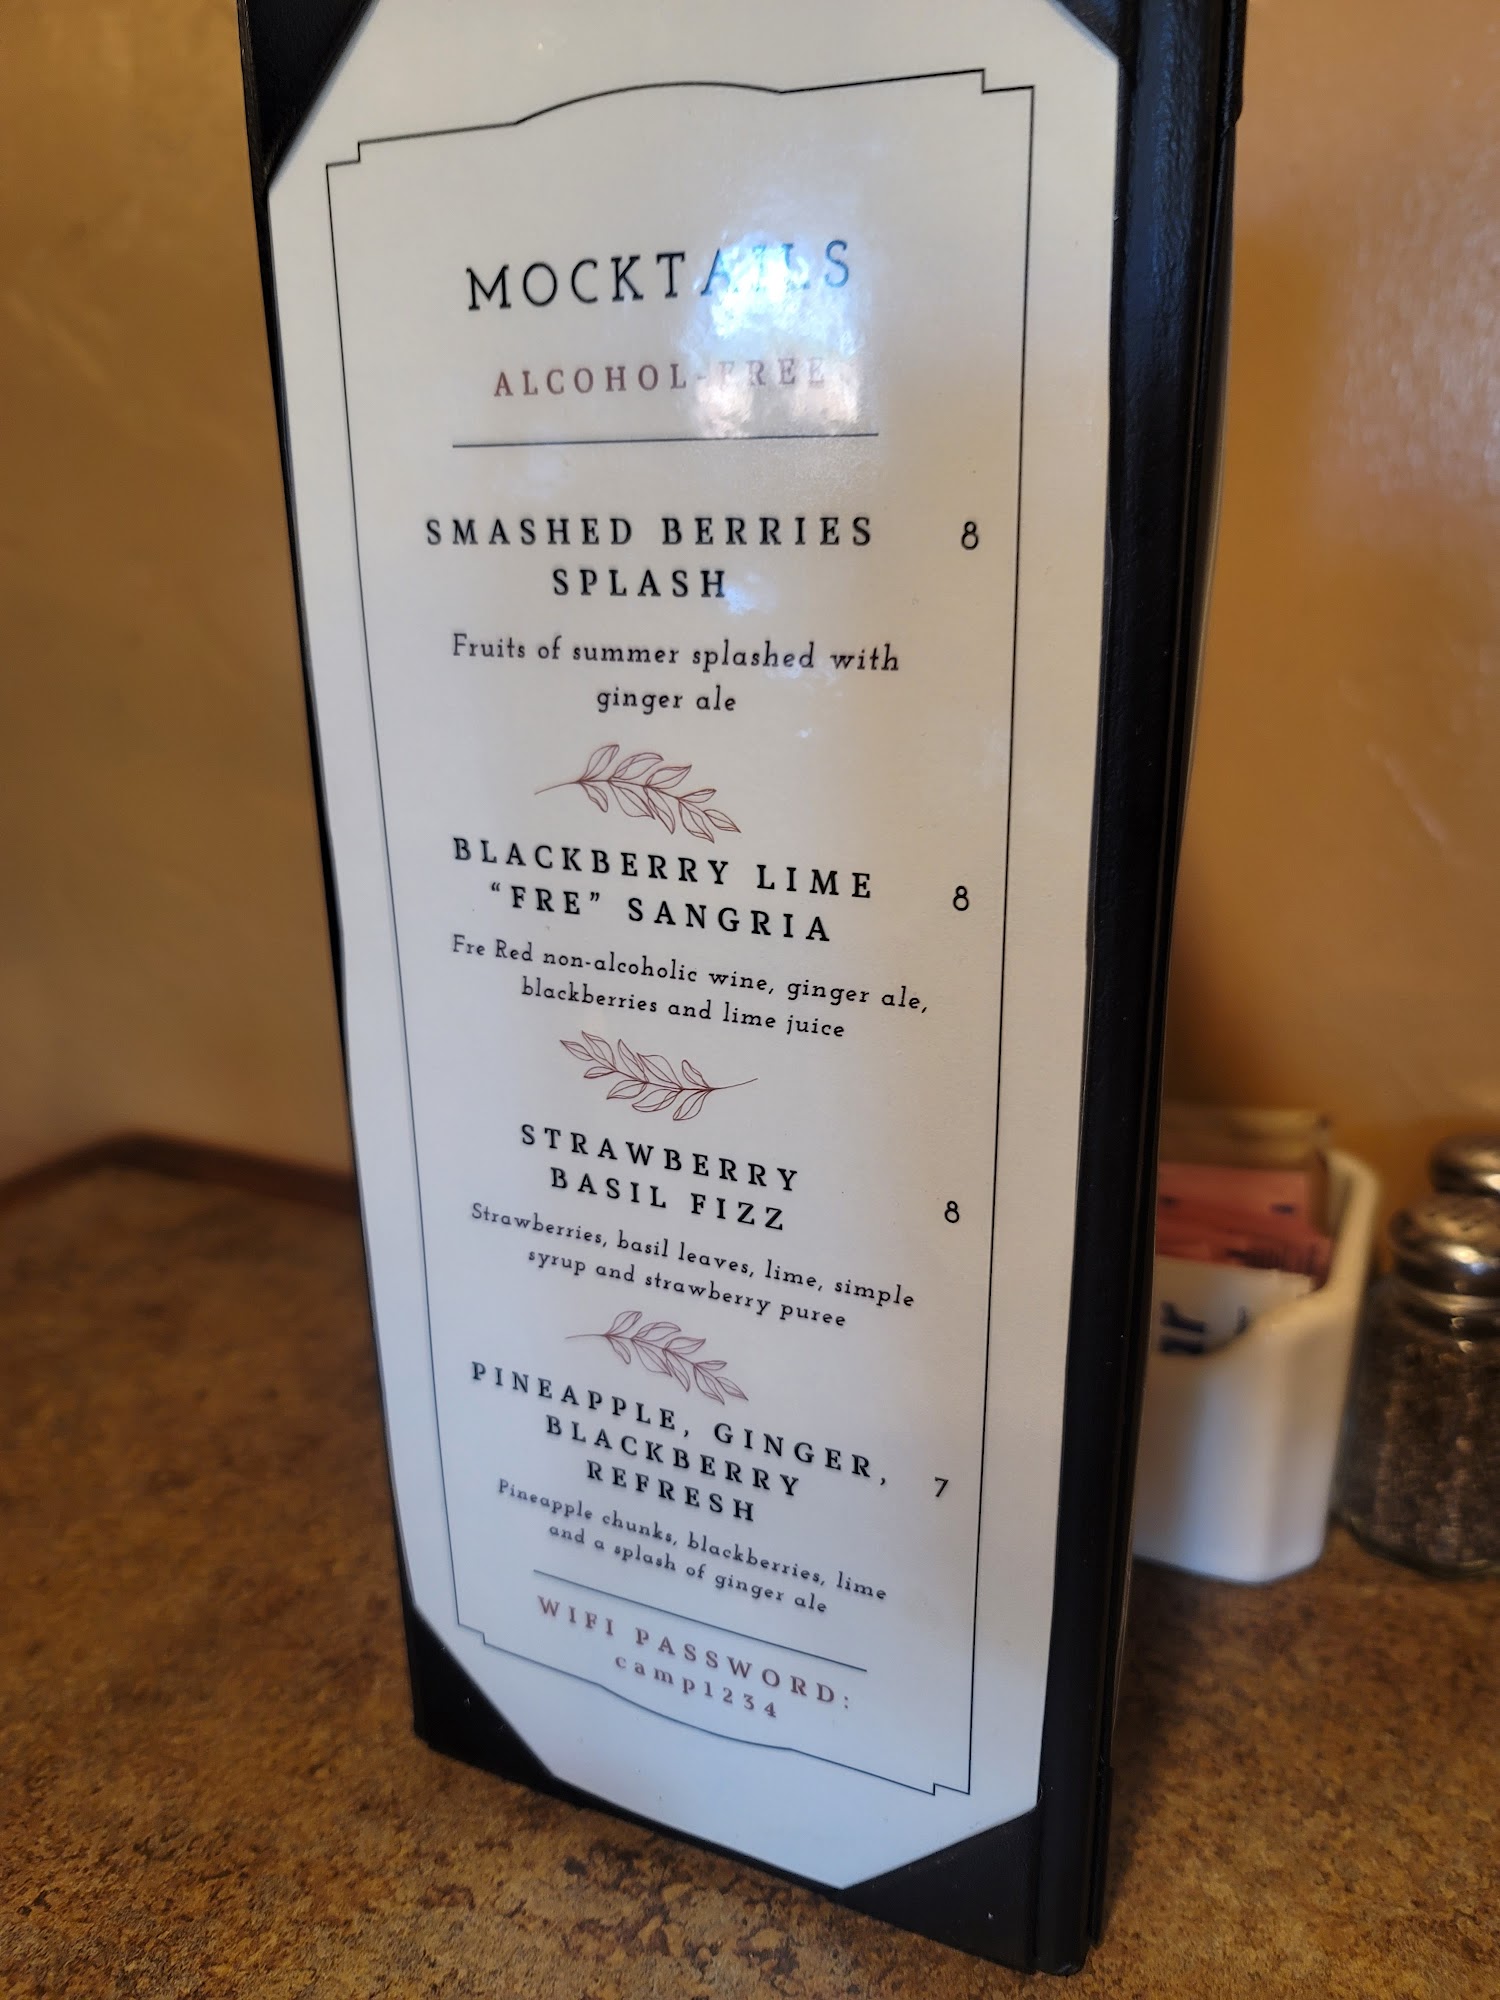 MOCKTAILS
ALCOHOL-FREE
SMASHED BERRIES 8
SPLASH
Fruits of summer splashed with
ginger ale
BLACKBERRY LIME
“FRE” SANGRIA 8
Fre Red non-alcoholic wine, ginger ale,
blackberries and lime juice
STRAWBERRY
BASIL FIZZ 8
Strawberries, basil leaves, lime, simple
syrup and strawberry puree
PINEAPPLE, GINGER,
BLACKBERRY 7
REFRESH
Pineapple chunks, blackberries, lime
and a splash of ginger ale
WIFI PASSWORD:
camp1234